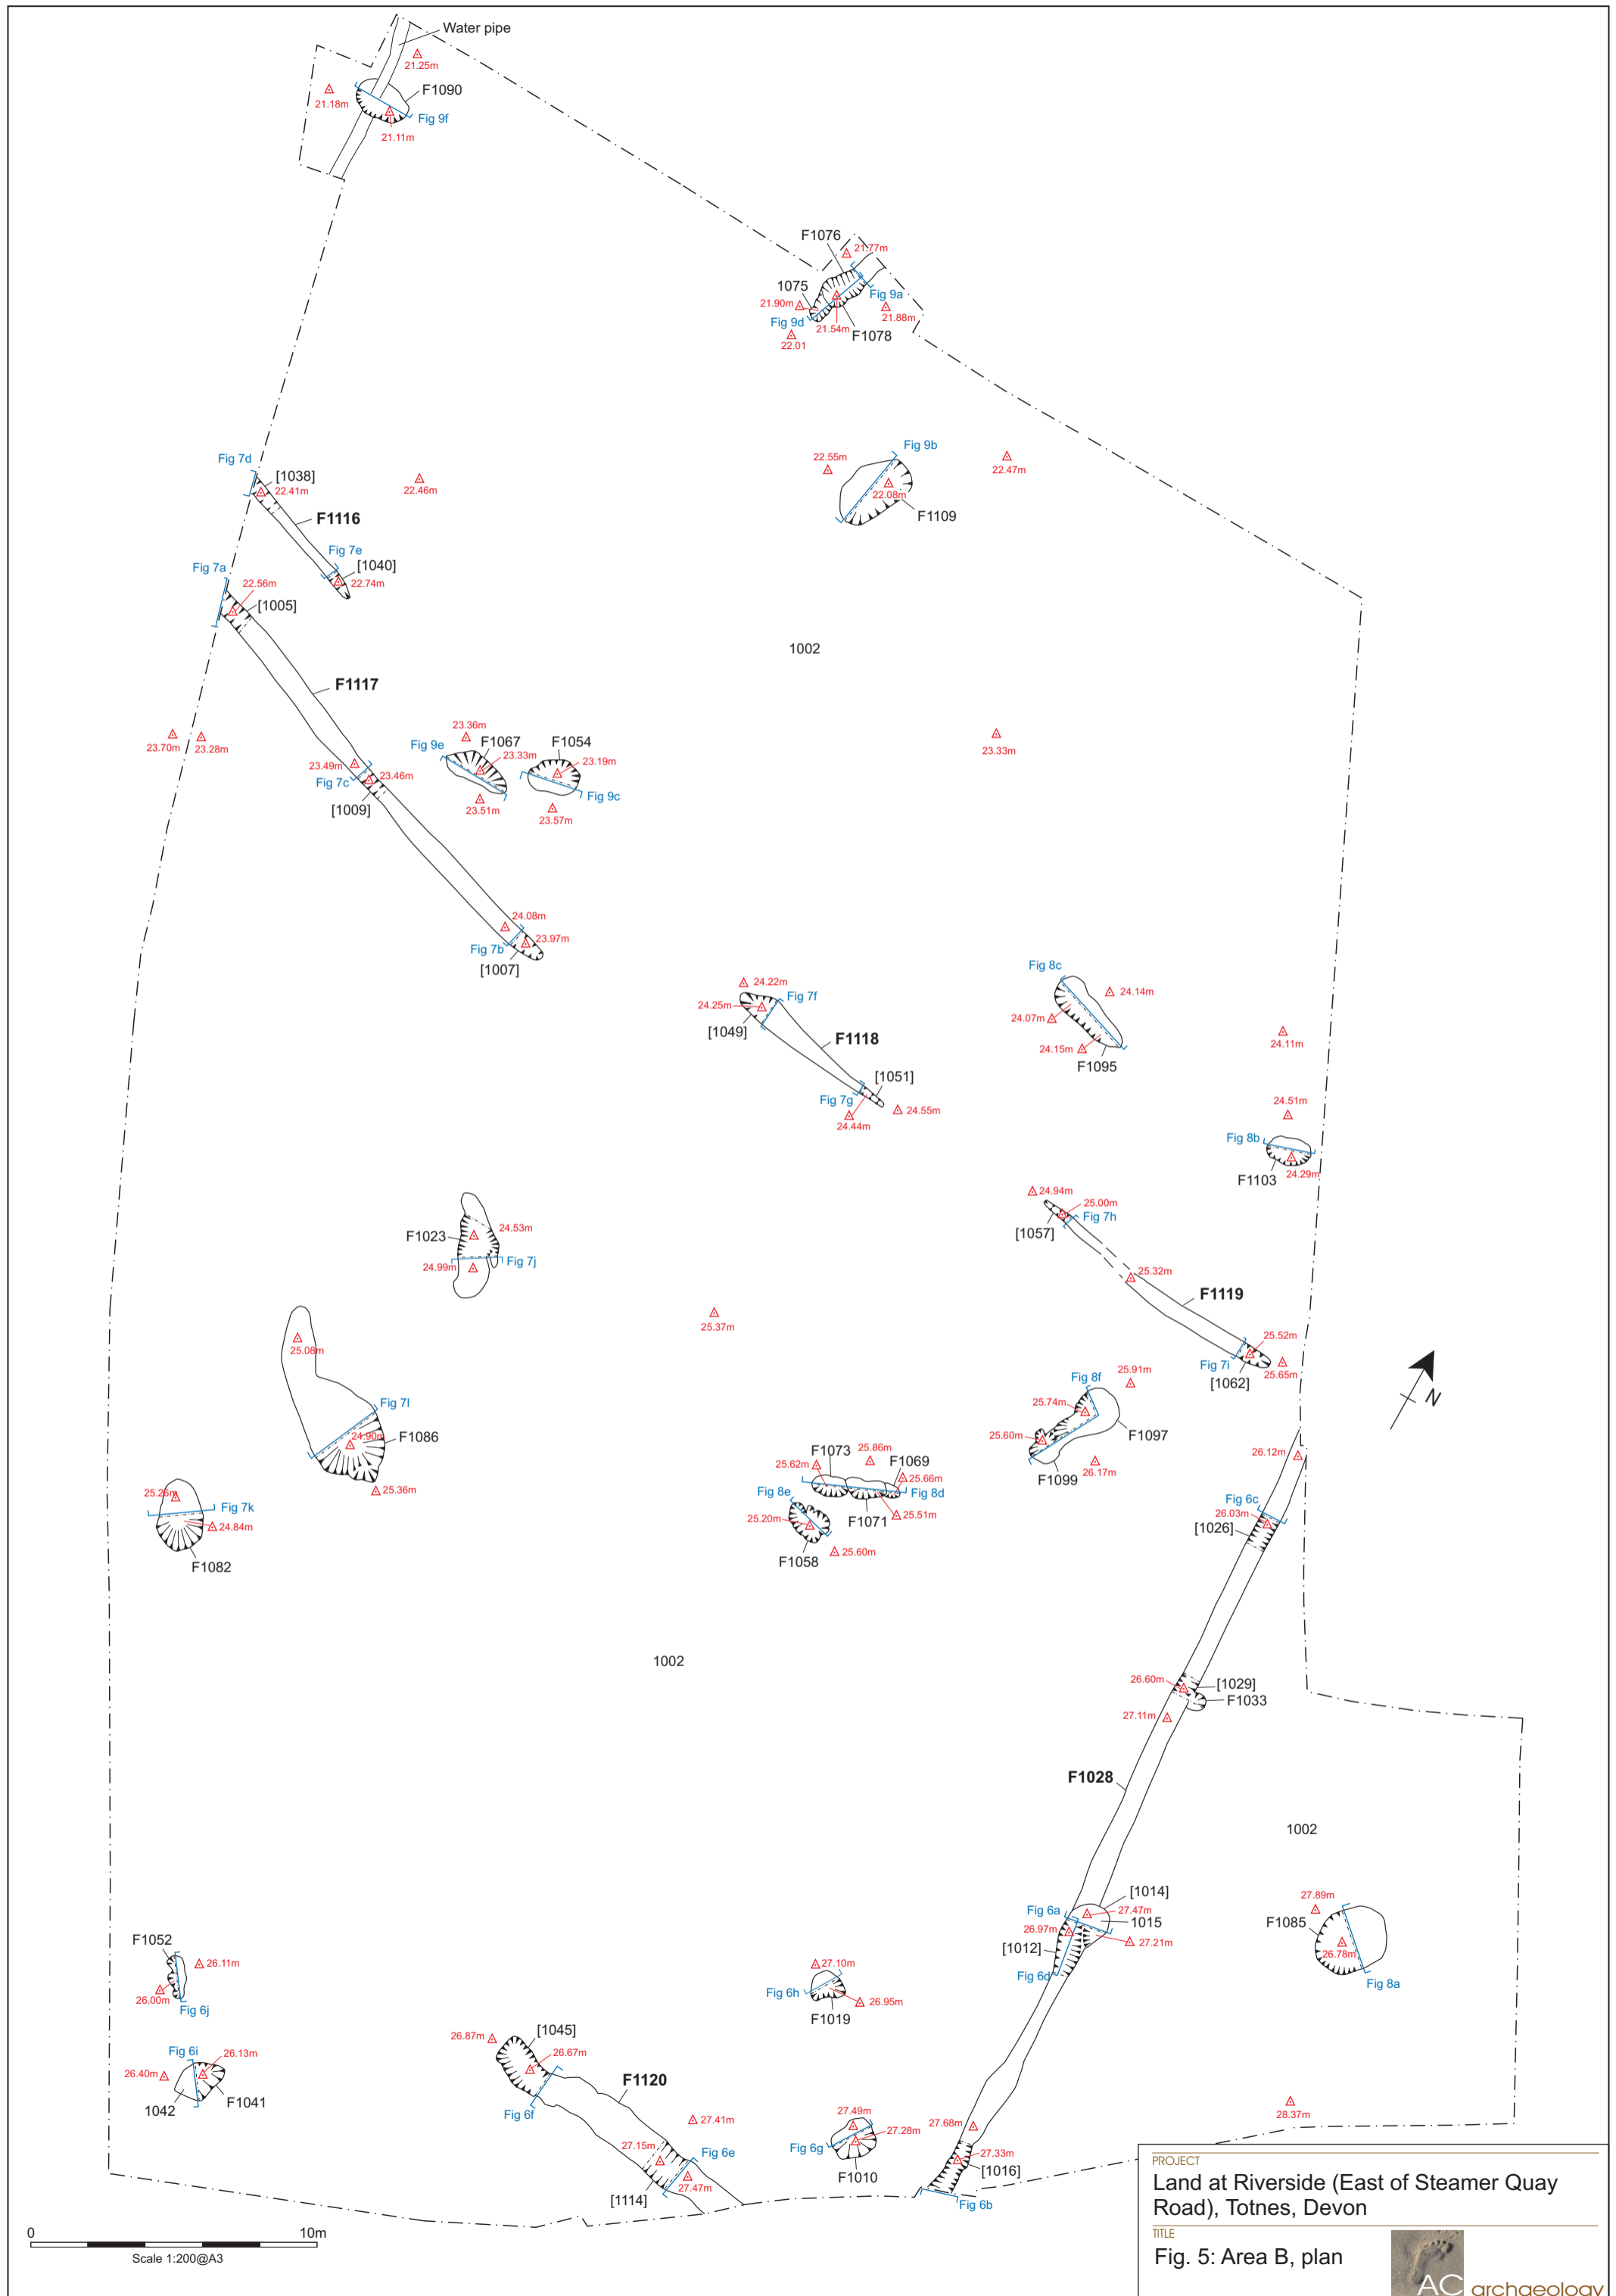 Water pipe
21.25m
21.18m
F1090
Fig 9f
21.11m
F1076
21.77m
1075
Fig 9a
21.90m
21.88m
Fig 9d
21.54m
F1078
22.01
Fig 9b
22.55m
22.47m
Fig 7d
[1038]
22.41m
22.46m
22.08m
F1109
F1116
Fig 7e
[1040]
22.74m
Fig 7a
22.56m
[1005]
1002
F1117
23.70m
23.28m
23.36m
Fig 9e
F1067
F1054
23.33m
23.33m
23.19m
23.49m
Fig 7c
23.46m
Fig 9c
[1009]
23.51m
23.57m
24.08m
23.97m
Fig 7b
[1007]
Fig 8c
24.22m
Fig 7f
24.25m
24.14m
24.07m
[1049]
F1118
24.15m
F1095
24.11m
[1051]
Fig 7g
24.55m
24.44m
24.51m
Fig 8b
F1103
24.29m
24.94m
25.00m
Fig 7h
[1057]
24.53m
F1023
Fig 7j
24.99m
25.32m
F1119
25.37m
25.52m
25.08m
Fig 7i
25.65m
[1062]
25.91m
Fig 8f
Fig 7l
25.74m
24.90m
F1086
25.60m
F1097
N
F1099
26.17m
F1073
25.86m
25.62m
F1069
25.66m
26.12m
25.36m
Fig 8e
Fig 8d
25.26m
Fig 7k
24.84m
25.20m
F1071
25.51m
Fig 6c
26.03m
[1026]
F1058
25.60m
F1082
1002
26.60m
[1029]
F1033
27.11m
F1028
1002
[1014]
27.89m
Fig 6a
27.47m
F1085
26.97m
1015
27.21m
[1012]
26.78m
Fig 6d
Fig 8a
F1052
26.11m
26.00m
Fig 6j
27.10m
Fig 6h
26.95m
F1019
26.87m
[1045]
26.67m
Fig 6i
26.13m
26.40m
F1041
1042
F1120
Fig 6f
28.37m
27.41m
27.49m
27.28m
27.68m
27.15m
Fig 6e
Fig 6g
F1010
27.33m
[1016]
27.47m
[1114]
Fig 6b
0 10m
Scale 1:200@A3
PROJECT
Land at Riverside (East of Steamer Quay
Road), Totnes, Devon
TITLE
Fig. 5: Area B, plan
AC archaeology